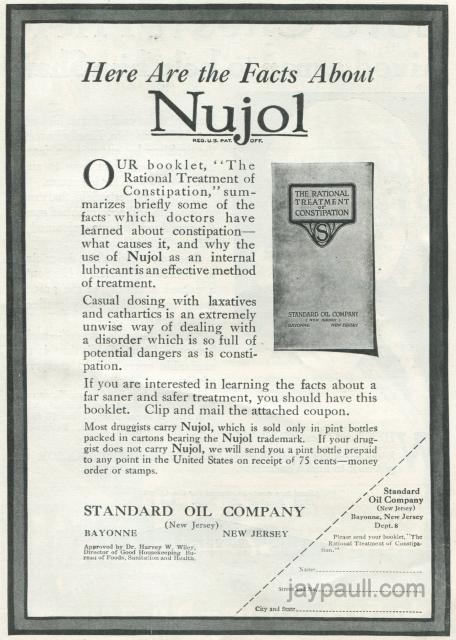 Here Are the Facts About
Nujol
REG. U.S. PAT. OFF.
OUR booklet, "The
Rational Treatment of
Constipation," sum-
marizes briefly some of the
facts which doctors have
learned about constipation—
what causes it, and why the
use of Nujol as an internal
lubricant is an effective method
of treatment.
Casual dosing with laxatives
and cathartics is an extremely
unwise way of dealing with
a disorder which is so full of
potential dangers as is consti-
pation.
THE RATIONAL
TREATMENT
OF
CONSTIPATION
S
STANDARD OIL COMPANY
(NEW JERSEY)
BAYONNE NEW JERSEY
If you are interested in learning the facts about a
far saner and safer treatment, you should have this
booklet. Clip and mail the attached coupon.
Most druggists carry Nujol, which is sold only in pint bottles
packed in cartons bearing the Nujol trademark. If your drug-
gist does not carry Nujol, we will send you a pint bottle prepaid
to any point in the United States on receipt of 75 cents—money
order or stamps.
STANDARD OIL COMPANY
(New Jersey)
BAYONNE NEW JERSEY
Approved by Dr. Harvey W. Wiley,
Director of Good Housekeeping Bu-
reau of Foods, Sanitation and Health.
Standard
Oil Company
(New Jersey)
Bayonne, New Jersey
Dept. 8
Please send your booklet, "The
Rational Treatment of Constipa-
tion."
Name
Street and No.
City and State
jaypaull.com